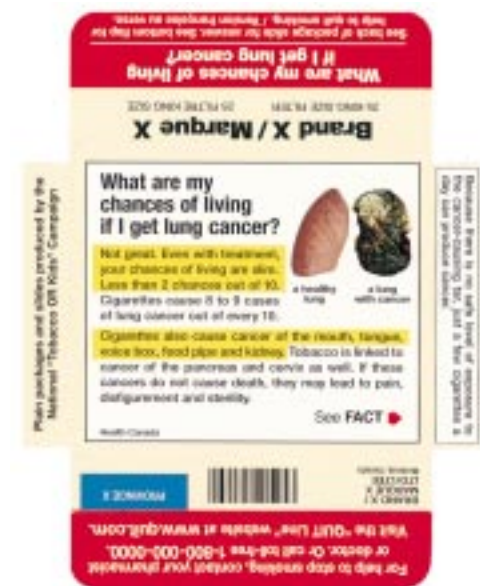 See back of package slide for answer. See bottom flap for
help to quit smoking. / Version française au verso.
What are my chances of living
if I get lung cancer?
Brand X / Marque X
25 KING SIZE FILTER 25 FILTRE KING SIZE
What are my
chances of living
if I get lung cancer?
Not great. Even with treatment,
your chances of living are slim.
Less than 2 chances out of 10.
Cigarettes cause 8 to 9 cases
of lung cancer out of every 10.
a healthy
lung
a lung
with cancer
Cigarettes also cause cancer of the mouth, tongue,
voice box, food pipe and kidney. Tobacco is linked to
cancer of the pancreas and cervix as well. If these
cancers do not cause death, they may lead to pain,
disfigurement and sterility.
See FACT
Health Canada
Plain packages and slides produced by the
National "Tobacco OR Kids" Campaign
Because there is no safe level of exposure to
the cancer-causing tar, just a few cigarettes a
day can produce cancer.
PROVINCE X
BRAND X /
MARQUE X
For help to stop smoking, contact your pharmacist
or doctor. Or call toll-free 1-800-000-0000.
Visit the "QUIT Line" website at www.quit.com.